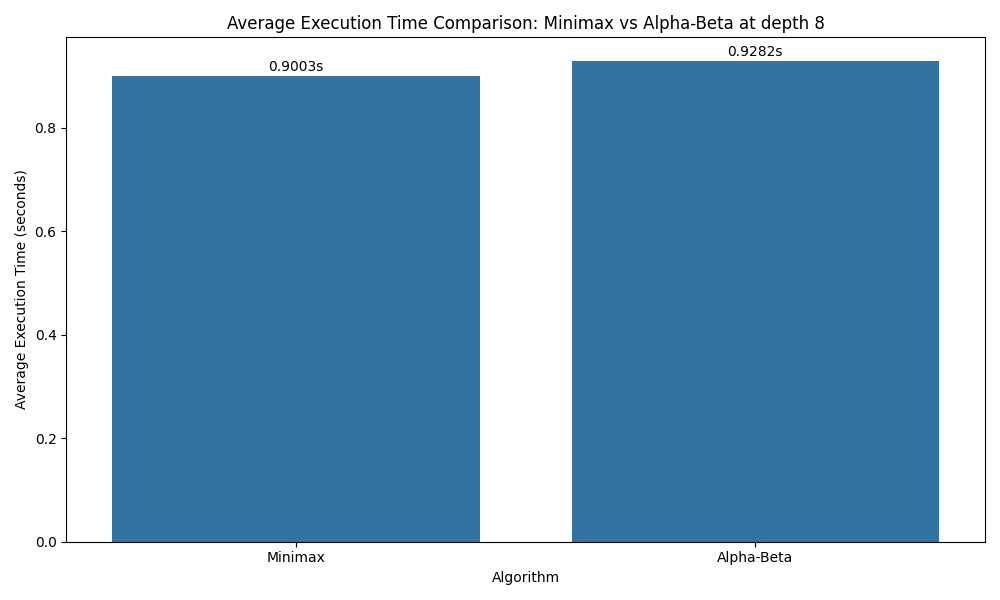 Average Execution Time Comparison: Minimax vs Alpha-Beta at depth 8
0.9003s
0.9282s
Average Execution Time (seconds)
0.8
0.6
0.4
0.2
0.0
Minimax
Alpha-Beta
Algorithm